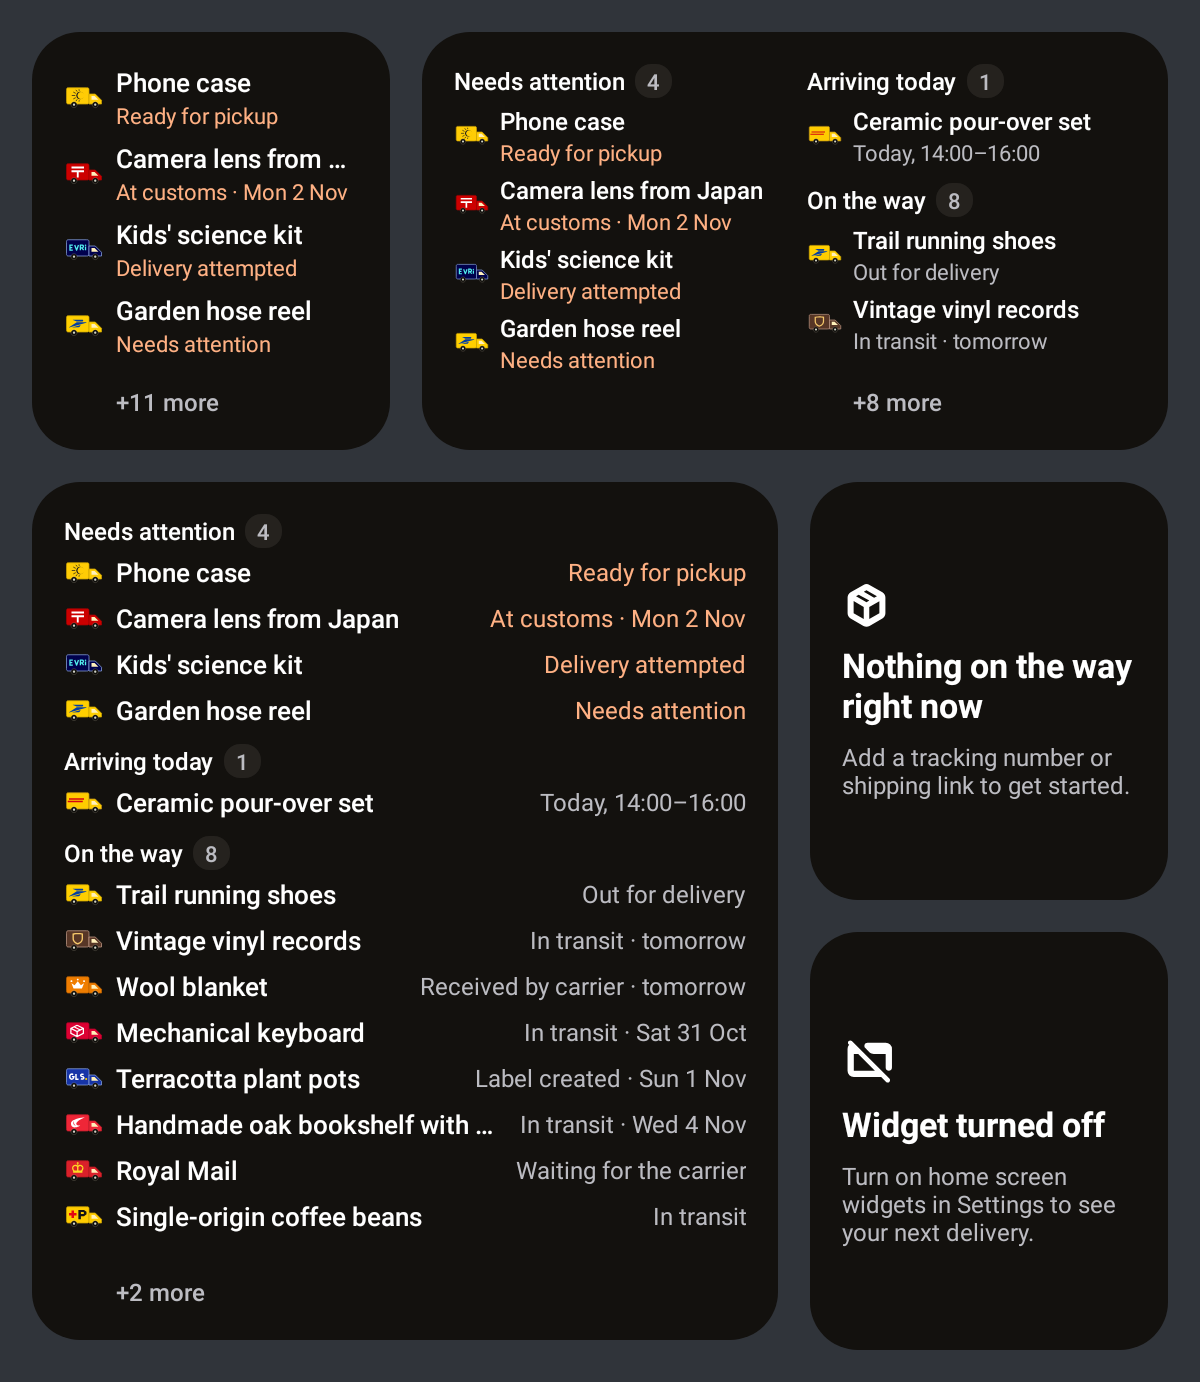 Phone case
Ready for pickup
Camera lens from ...
At customs · Mon 2 Nov
EVRi
Kids' science kit
Delivery attempted
Garden hose reel
Needs attention
+11 more
Needs attention 4
Phone case
Ready for pickup
Camera lens from Japan
At customs · Mon 2 Nov
EVRi
Kids' science kit
Delivery attempted
Garden hose reel
Needs attention
Arriving today 1
Ceramic pour-over set
Today, 14:00–16:00
On the way 8
Trail running shoes
Out for delivery
Vintage vinyl records
In transit · tomorrow
+8 more
Needs attention 4
Phone case Ready for pickup
Camera lens from Japan At customs · Mon 2 Nov
EVRi Kids' science kit Delivery attempted
Garden hose reel Needs attention
Arriving today 1
Ceramic pour-over set Today, 14:00–16:00
On the way 8
Trail running shoes Out for delivery
Vintage vinyl records In transit · tomorrow
Wool blanket Received by carrier · tomorrow
Mechanical keyboard In transit · Sat 31 Oct
GLS. Terracotta plant pots Label created · Sun 1 Nov
Handmade oak bookshelf with ... In transit · Wed 4 Nov
Royal Mail Waiting for the carrier
+P Single-origin coffee beans In transit
+2 more
Nothing on the way
right now
Add a tracking number or
shipping link to get started.
Widget turned off
Turn on home screen
widgets in Settings to see
your next delivery.